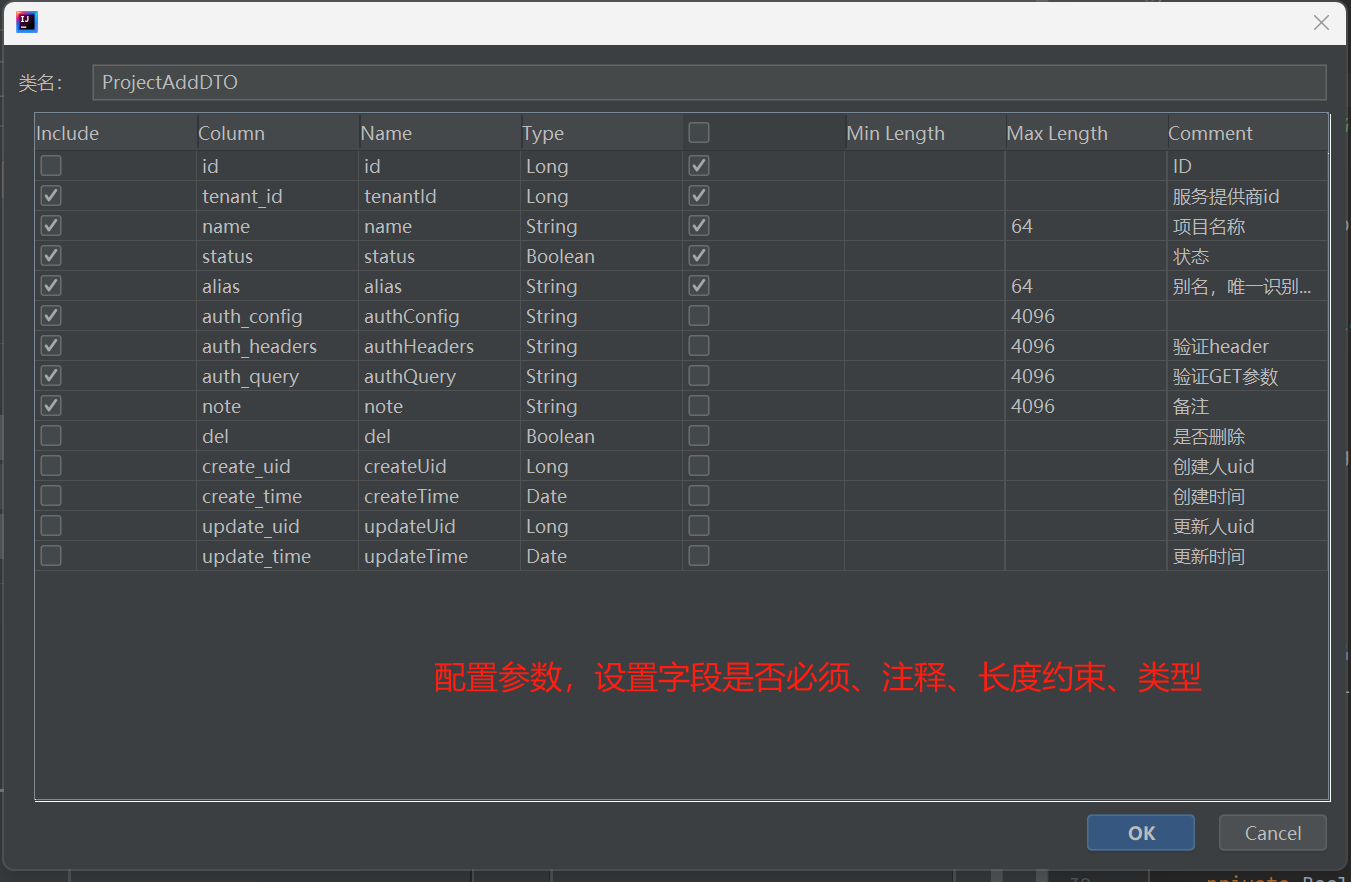 类名： ProjectAddDTO
Include Column Name Type Min Length Max Length Comment
id id Long ID
tenant_id tenantId Long 服务提供商id
name name String 64 项目名称
status status Boolean 状态
alias alias String 64 别名，唯一识别...
auth_config authConfig String 4096
auth_headers authHeaders String 4096 验证header
auth_query authQuery String 4096 验证GET参数
note note String 4096 备注
del del Boolean 是否删除
create_uid createUid Long 创建人uid
create_time createTime Date 创建时间
update_uid updateUid Long 更新人uid
update_time updateTime Date 更新时间
配置参数，设置字段是否必须、注释、长度约束、类型
OK Cancel